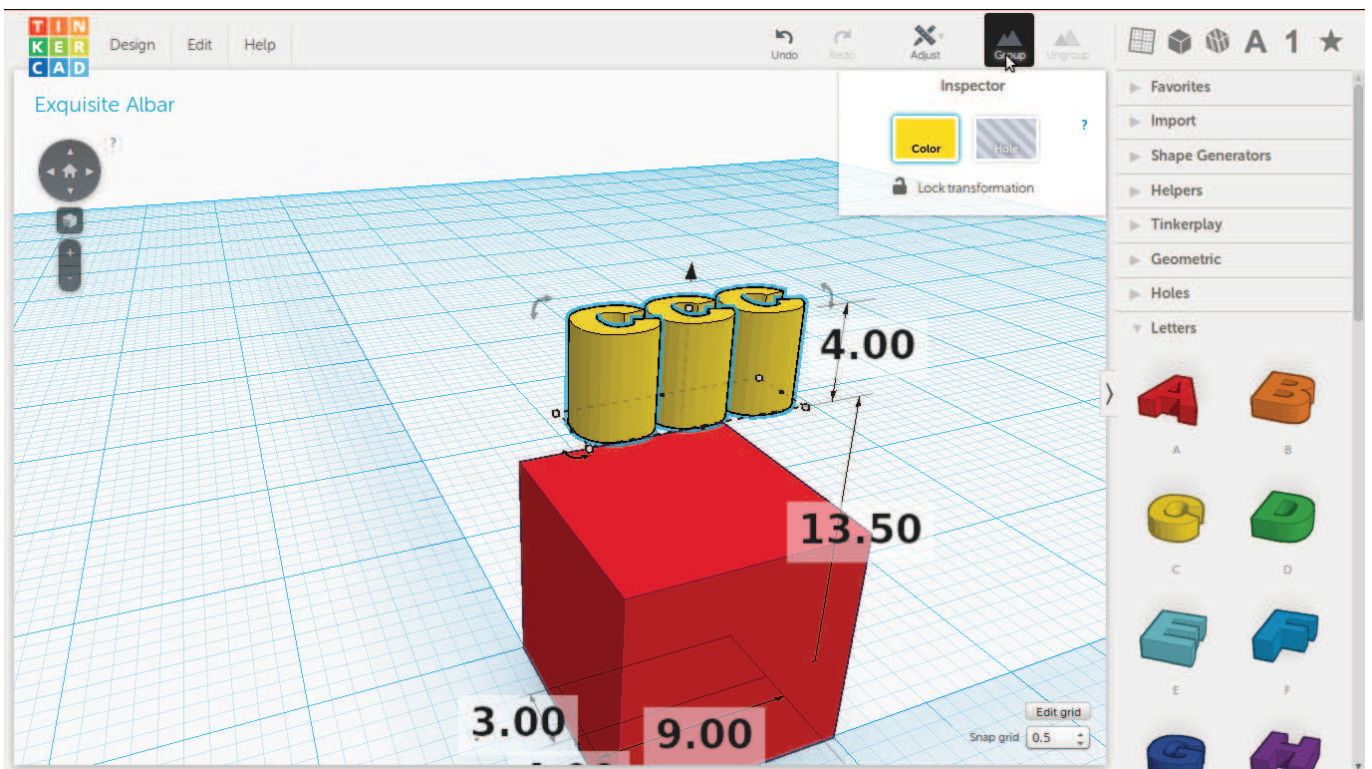 TIN
KER
CAD
Design Edit Help
Undo Redo Adjust Group Ungroup
A 1
Exquisite Albar
?
Inspector
Color Hole
?
Lock transformation
Favorites
Import
Shape Generators
Helpers
Tinkerplay
Geometric
Holes
Letters
A B
C D
E F
4.00
13.50
3.00
9.00
Edit grid
Snap grid 0.5